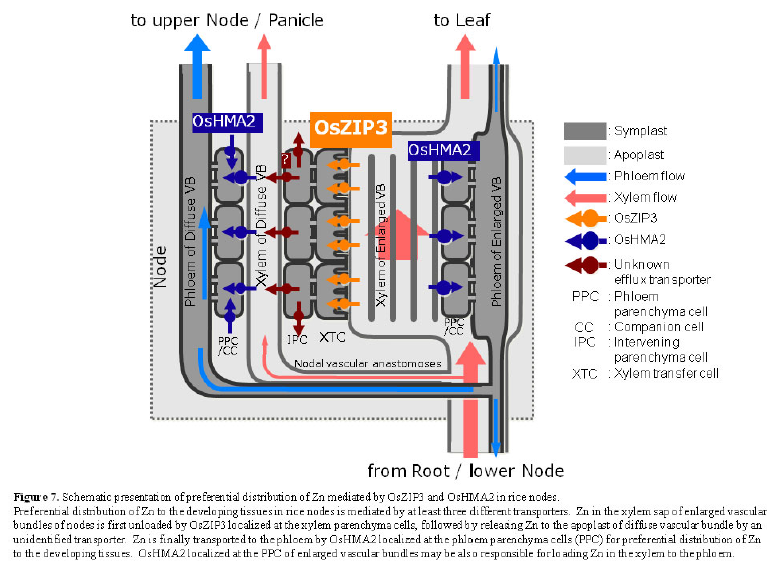 to upper Node / Panicle
to Leaf
OsHMA2
OsZIP3
OsHMA2
?
Node
Phloem of Diffuse VB
Xylem of Diffuse VB
Xylem of Enlarged VB
Phloem of Enlarged VB
PPC
/CC
IPC
XTC
PPC
/CC
Nodal vascular anastomoses
from Root / lower Node
: Symplast
: Apoplast
: Phloem flow
: Xylem flow
: OsZIP3
: OsHMA2
: Unknown
efflux transporter
PPC : Phloem
parenchyma cell
CC : Companion cell
IPC : Intervening
parenchyma cell
XTC : Xylem transfer cell
Figure 7. Schematic presentation of preferential distribution of Zn mediated by OsZIP3 and OsHMA2 in rice nodes.
Preferential distribution of Zn to the developing tissues in rice nodes is mediated by at least three different transporters. Zn in the xylem sap of enlarged vascular
bundles of nodes is first unloaded by OsZIP3 localized at the xylem parenchyma cells, followed by releasing Zn to the apoplast of diffuse vascular bundle by an
unidentified transporter. Zn is finally transported to the phloem by OsHMA2 localized at the phloem parenchyma cells (PPC) for preferential distribution of Zn
to the developing tissues. OsHMA2 localized at the PPC of enlarged vascular bundles may be also responsible for loading Zn in the xylem to the phloem.